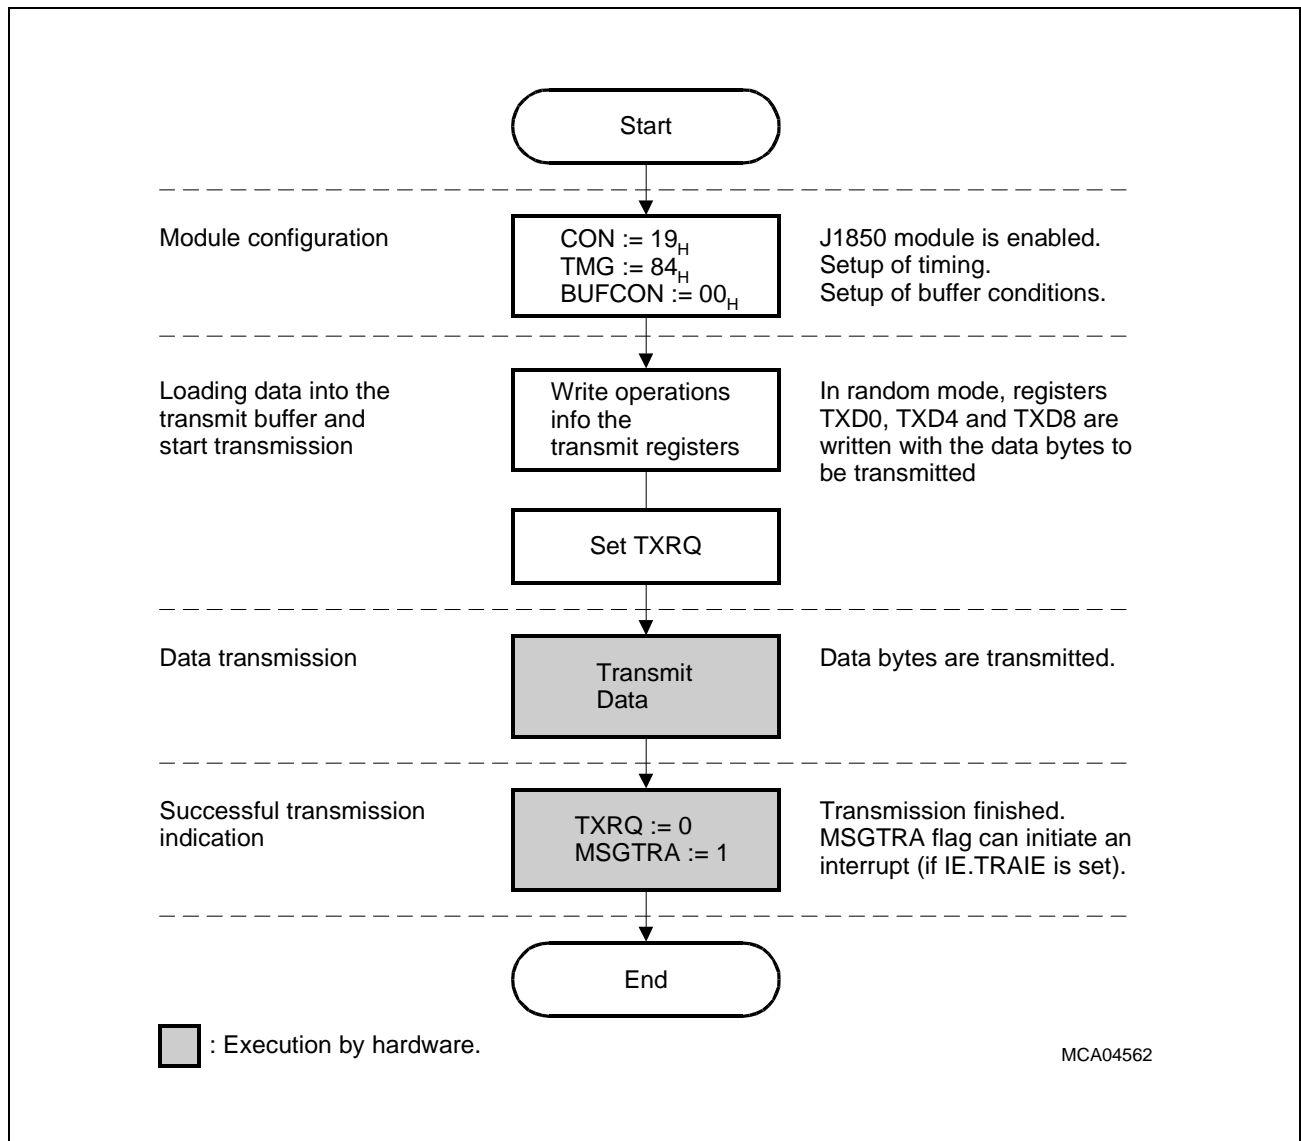 Start
Module configuration
CON := 19H
TMG := 84H
BUFCON := 00H
J1850 module is enabled.
Setup of timing.
Setup of buffer conditions.
Loading data into the
transmit buffer and
start transmission
Write operations
info the
transmit registers
In random mode, registers
TXD0, TXD4 and TXD8 are
written with the data bytes to
be transmitted
Set TXRQ
Data transmission
Transmit
Data
Data bytes are transmitted.
Successful transmission
indication
TXRQ := 0
MSGTRA := 1
Transmission finished.
MSGTRA flag can initiate an
interrupt (if IE.TRAIE is set).
End
: Execution by hardware.
MCA04562